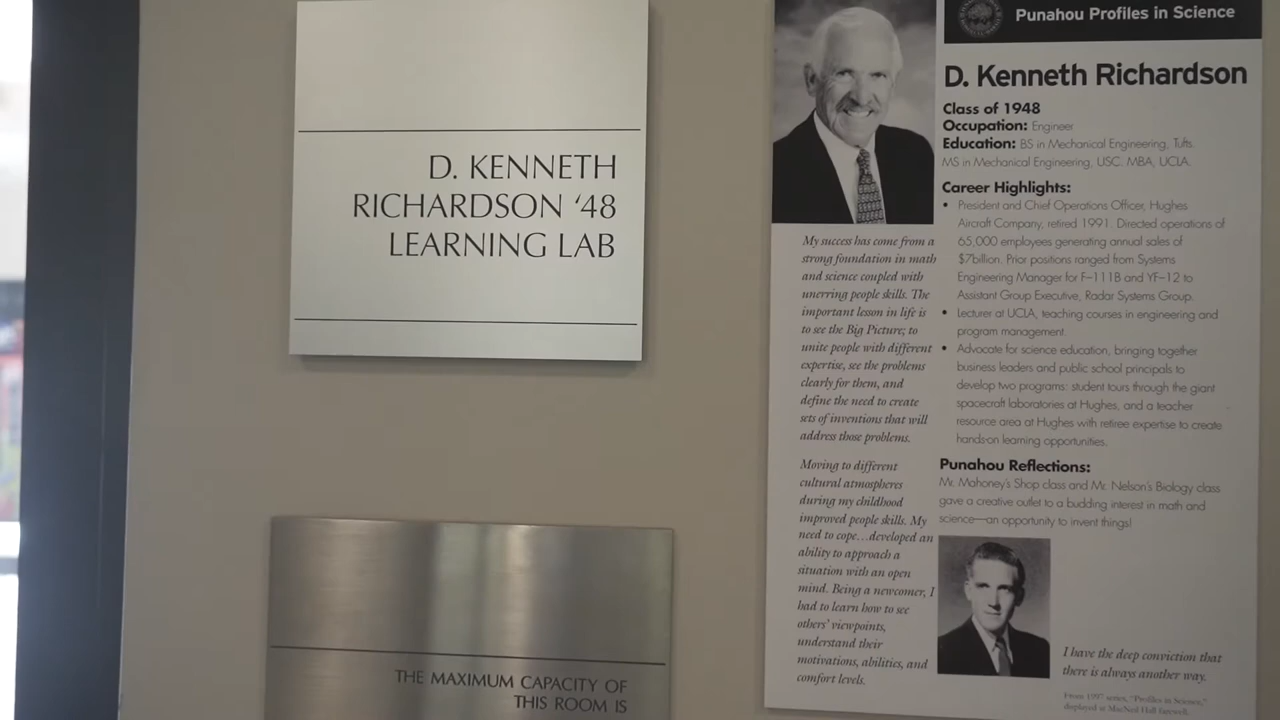 D. KENNETH
RICHARDSON ‘48
LEARNING LAB
THE MAXIMUM CAPACITY OF
THIS ROOM IS
Punahou Profiles in Science
D. Kenneth Richardson
Class of 1948
Occupation: Engineer
Education: BS in Mechanical Engineering, Tufts.
MS in Mechanical Engineering, USC. MBA, UCLA.
Career Highlights:
• President and Chief Operations Officer, Hughes
Aircraft Company, retired 1991. Directed operations of
65,000 employees generating annual sales of
$7billion. Prior positions ranged from Systems
Engineering Manager for F–111B and YF–12 to
Assistant Group Executive, Radar Systems Group.
• Lecturer at UCLA, teaching courses in engineering and
program management.
• Advocate for science education, bringing together
business leaders and public school principals to
develop two programs: student tours through the giant
spacecraft laboratories at Hughes, and a teacher
resource area at Hughes with retiree expertise to create
hands-on learning opportunities.
Punahou Reflections:
Mr. Mahoney's Shop class and Mr. Nelson's Biology class
gave a creative outlet to a budding interest in math and
science—an opportunity to invent things!
My success has come from a
strong foundation in math
and science coupled with
unerring people skills. The
important lesson in life is
to see the Big Picture; to
unite people with different
expertise, see the problems
clearly for them, and
define the need to create
sets of inventions that will
address those problems.
Moving to different
cultural atmospheres
during my childhood
improved people skills. My
need to cope…developed an
ability to approach a
situation with an open
mind. Being a newcomer, I
had to learn how to see
others' viewpoints,
understand their
motivations, abilities, and
comfort levels.
I have the deep conviction that
there is always another way.
From 1997 series, "Profiles in Science,"
displayed at MacNeil Hall farewell.